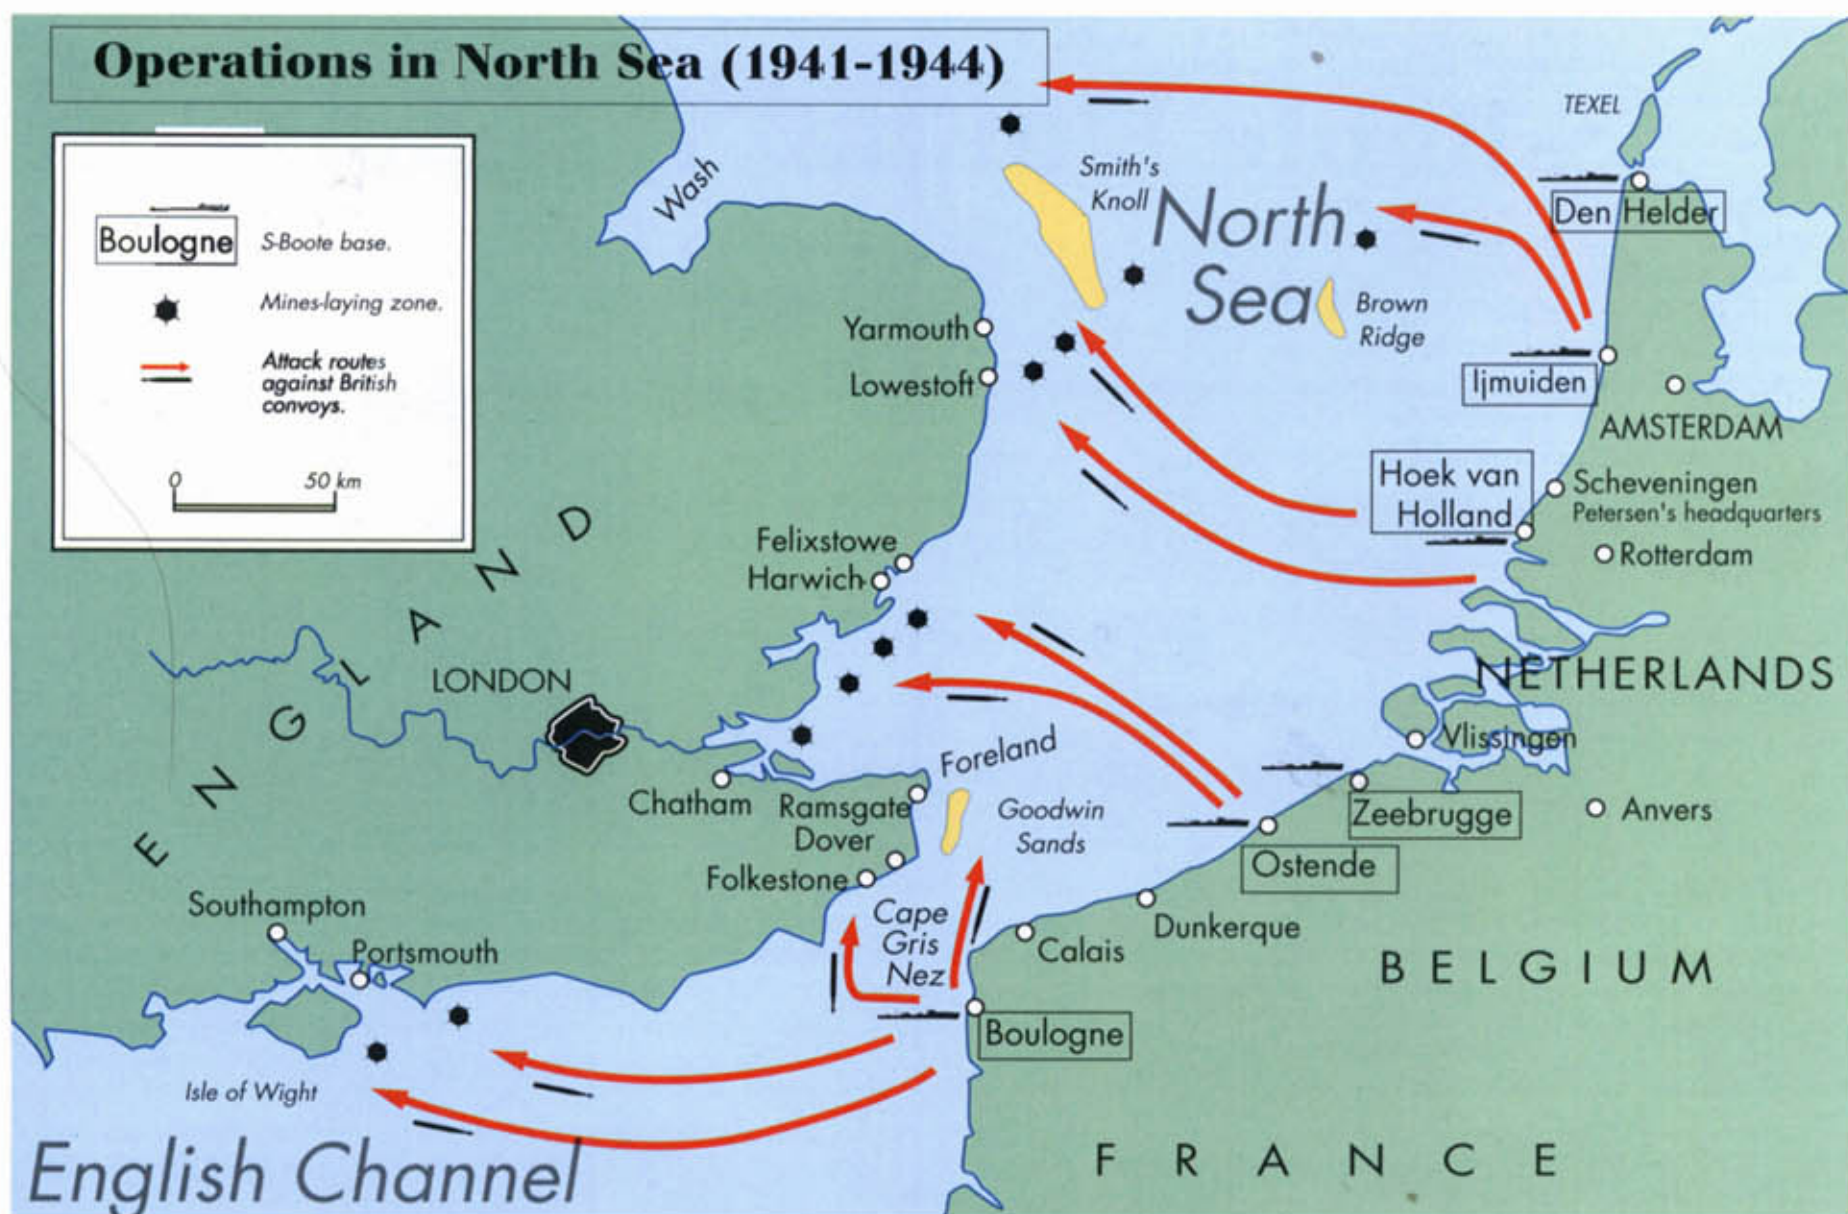 Operations in North Sea (1941-1944)
Boulogne
S-Boote base.
Mines-laying zone.
Attack routes
against British
convoys.
0
50 km
Wash
Smith's
Knoll
North
Sea
Brown
Ridge
TEXEL
Den Helder
Ijmuiden
AMSTERDAM
Hoek van
Holland
Scheveningen
Petersen's headquarters
Rotterdam
NETHERLANDS
Vlissingen
Zeebrugge
Anvers
Ostende
Dunkerque
BELGIUM
Calais
Yarmouth
Lowestoft
Felixstowe
Harwich
ENGLAND
LONDON
Chatham
Foreland
Ramsgate
Dover
Folkestone
Goodwin
Sands
Cape
Gris
Nez
Boulogne
Southampton
Portsmouth
Isle of Wight
English Channel
FRANCE